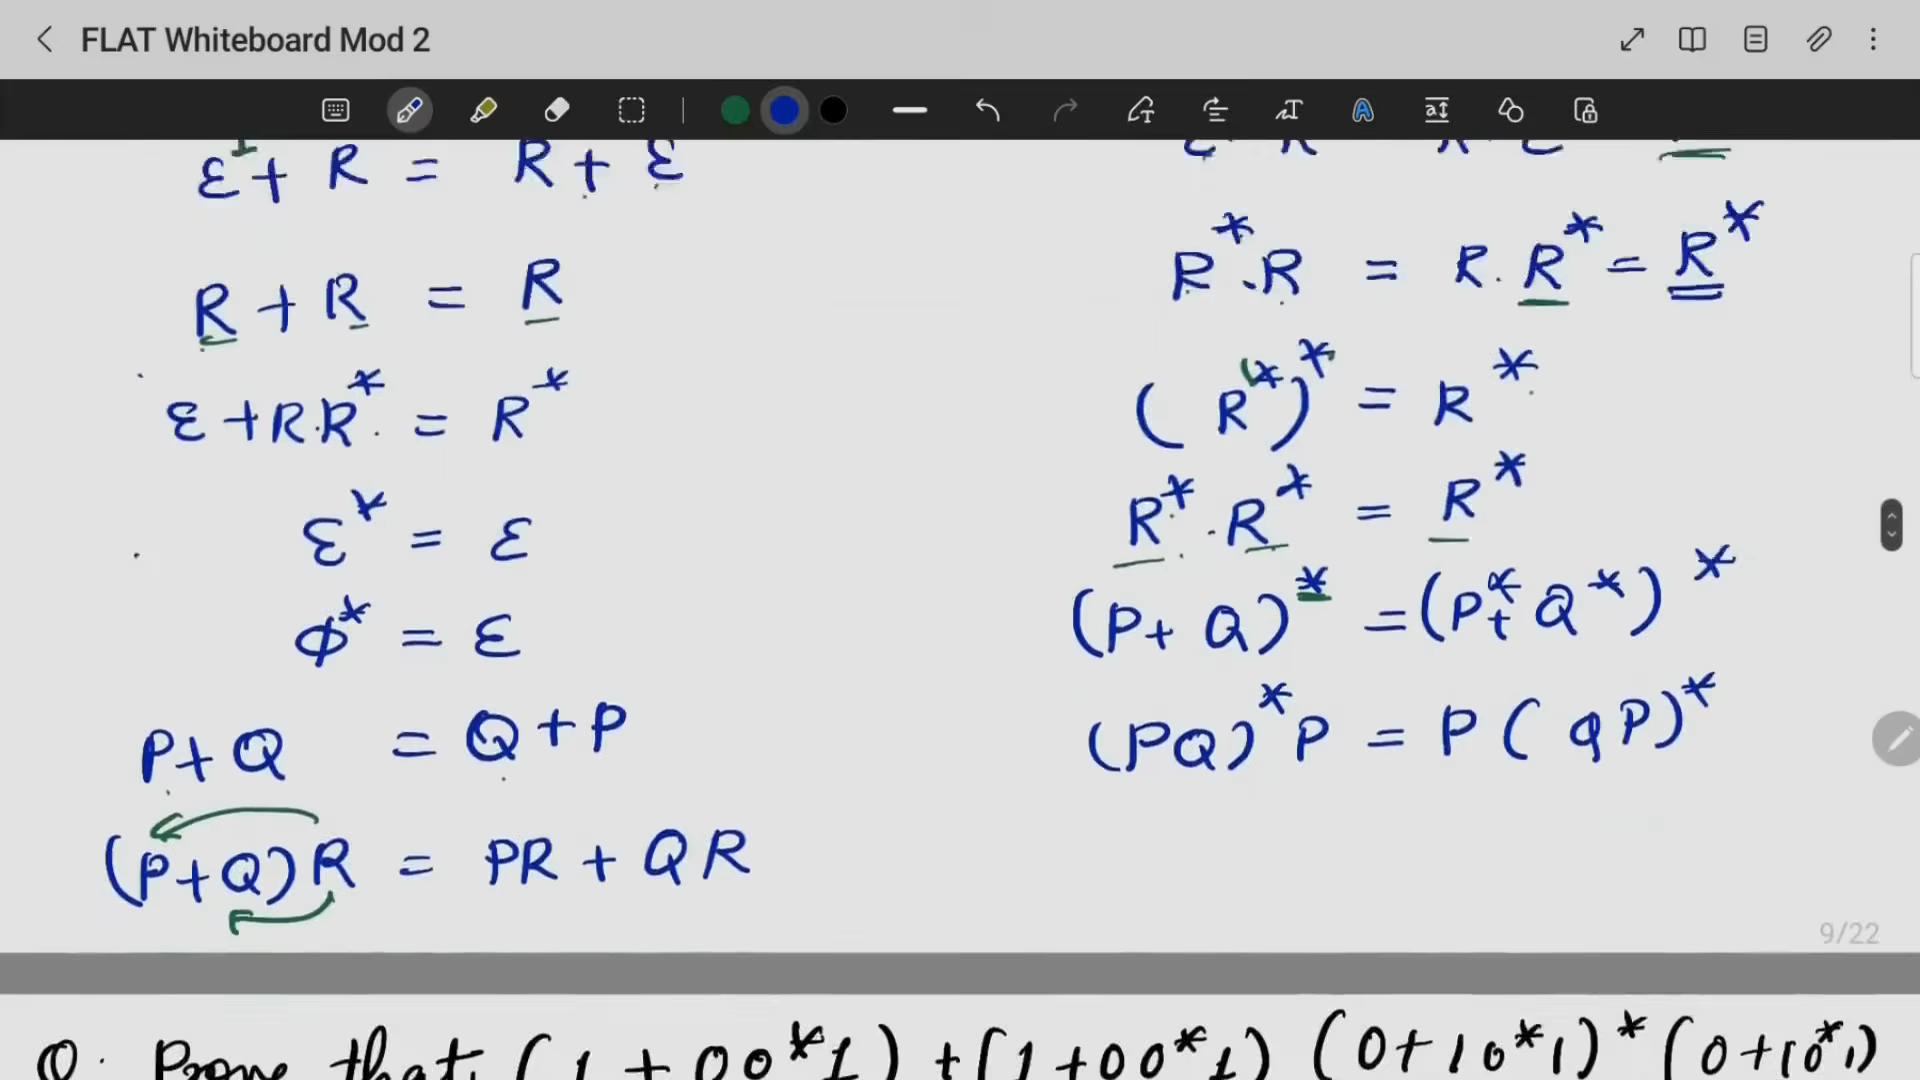 FLAT Whiteboard Mod 2
ε + R = R + ε
R + R = R
ε + R.R* = R*
ε* = ε
Φ* = ε
P + Q = Q + P
(P+Q) R = PR + QR
R*.R = R.R* = R*
(R*)* = R*
R*.R* = R*
(P+Q)* = (P*+Q*)*
(PQ)*P = P(QP)*
9/22
Q. Prove that (1+00*1) + (1+00*1) (0+10*1)* (0+10*1)